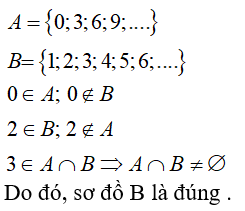 A = {0;3;6;9;....}
B= {1;2;3;4;5;6;....}
0 ∈ A; 0 ∉ B
2 ∈ B; 2 ∉ A
3 ∈ A ∩ B ⇒ A ∩ B ≠ ∅
Do đó, sơ đồ B là đúng .